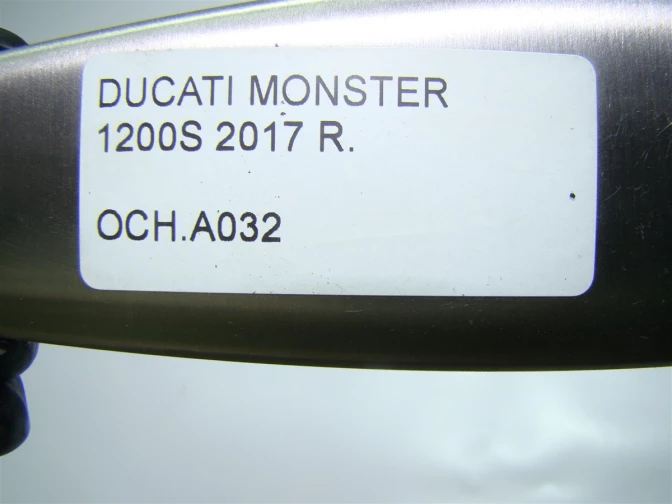 DUCATI MONSTER
1200S 2017 R.
OCH.A032